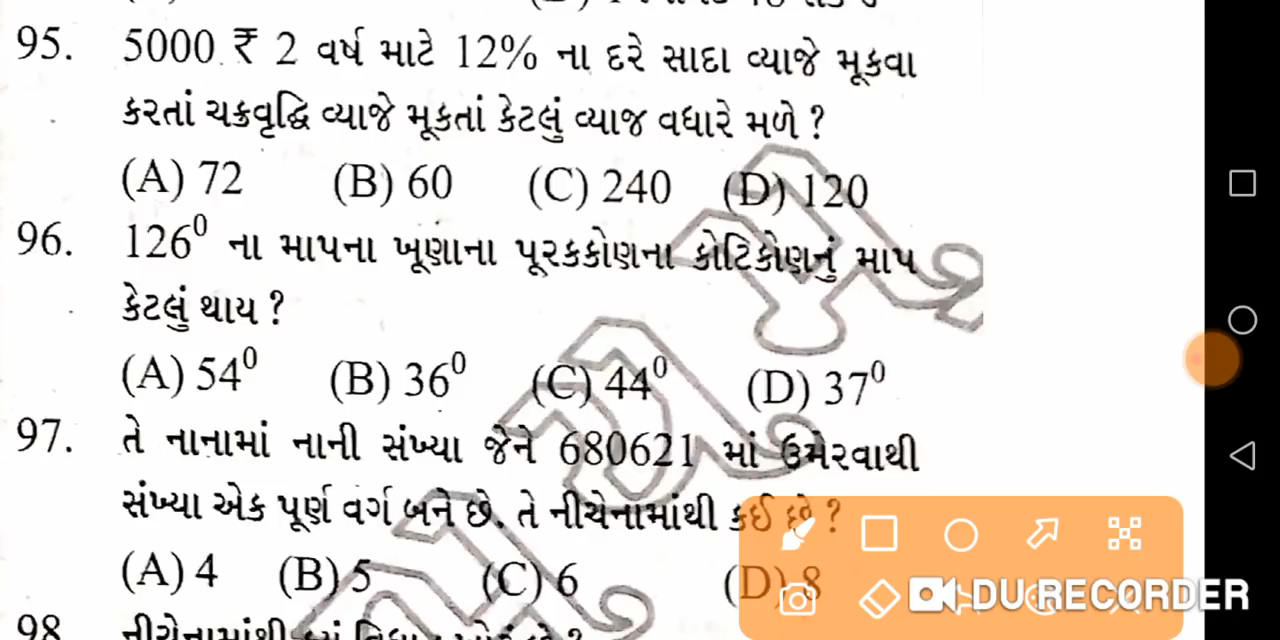 95. 5000 ₹ 2 વર્ષ માટે 12% ના દરે સાદા વ્યાજે મૂકવા
કરતાં ચક્રવૃદ્ધિ વ્યાજે મૂકતાં કેટલું વ્યાજ વધારે મળે ?
(A) 72 (B) 60 (C) 240 (D) 120
96. 126⁰ ના માપના ખૂણાના પૂરકકોણના કોટિકોણનું માપ
કેટલું થાય ?
(A) 54⁰ (B) 36⁰ (C) 44⁰ (D) 37⁰
97. તે નાનામાં નાની સંખ્યા જેને 680621 માં ઉમેરવાથી
સંખ્યા એક પૂર્ણ વર્ગ બને છે. તે નીચેનામાંથી કઈ છે ?
(A) 4 (B) 5 (C) 6 (D) 8
DU RECORDER
98